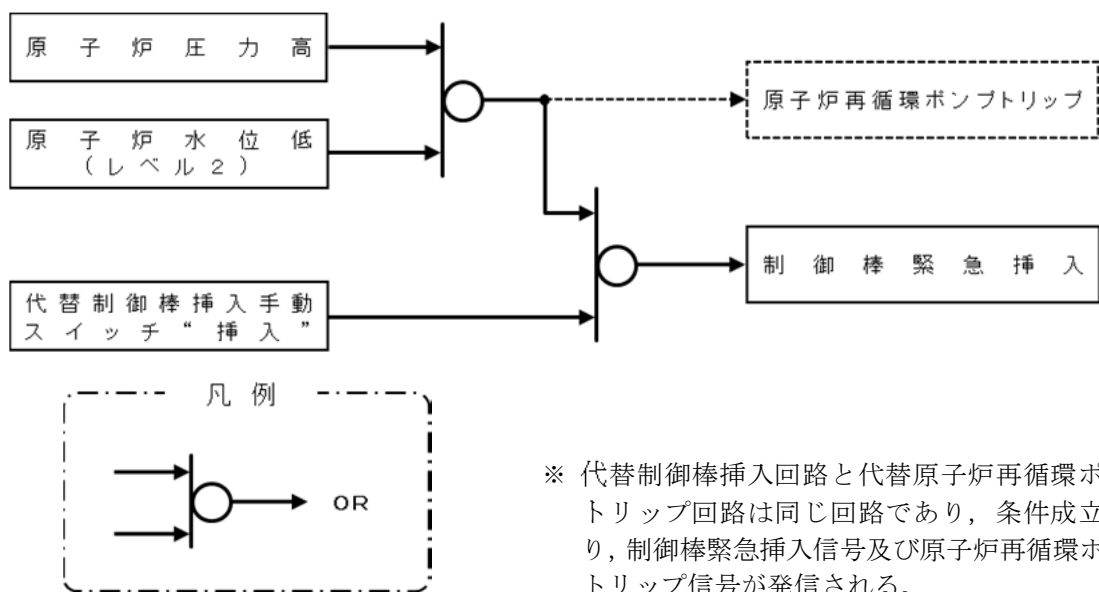 原子炉圧力高
原子炉再循環ポンプトリップ
原子炉水位低
(レベル2)
制御棒緊急挿入
代替制御棒挿入手動
スイッチ“挿入”
凡例
OR
※ 代替制御棒挿入回路と代替原子炉再循環ポ
トリップ回路は同じ回路であり，条件成立
り，制御棒緊急挿入信号及び原子炉再循環ポ
トリップ信号が発信される。